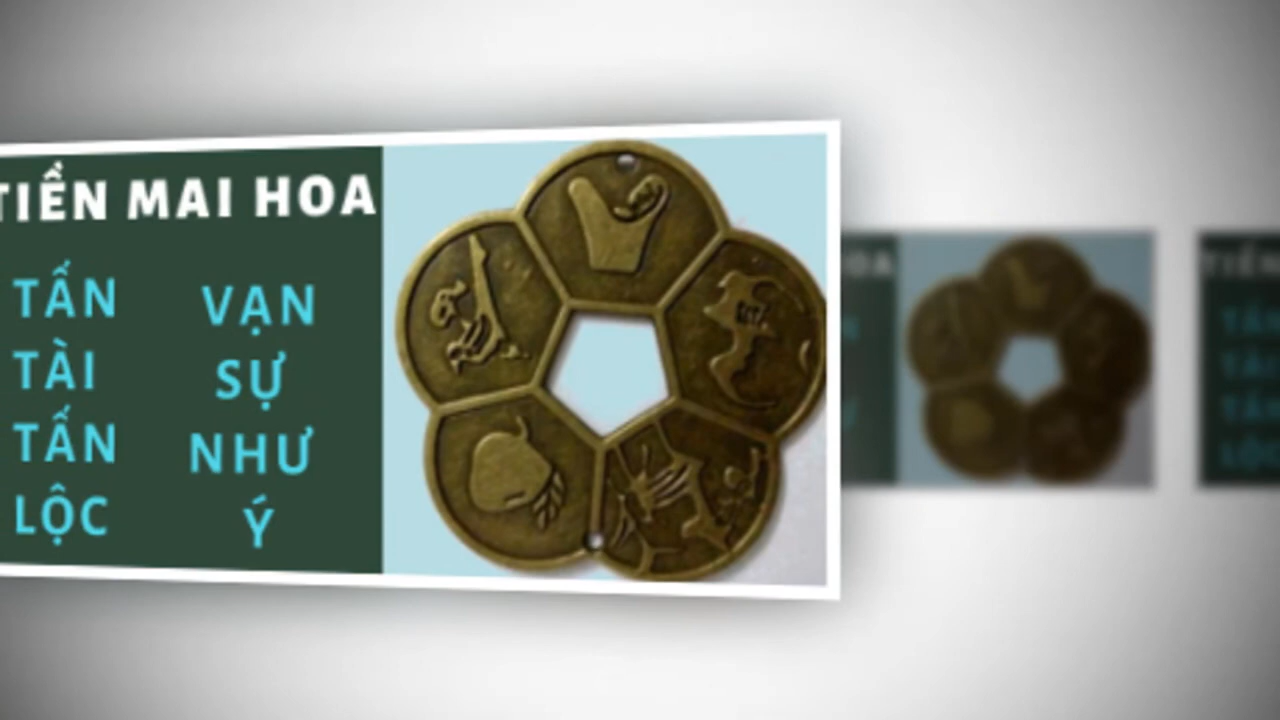 TIỀN MAI HOA
TẤN
TÀI
TẤN
LỘC
VẠN
SỰ
NHƯ
Ý